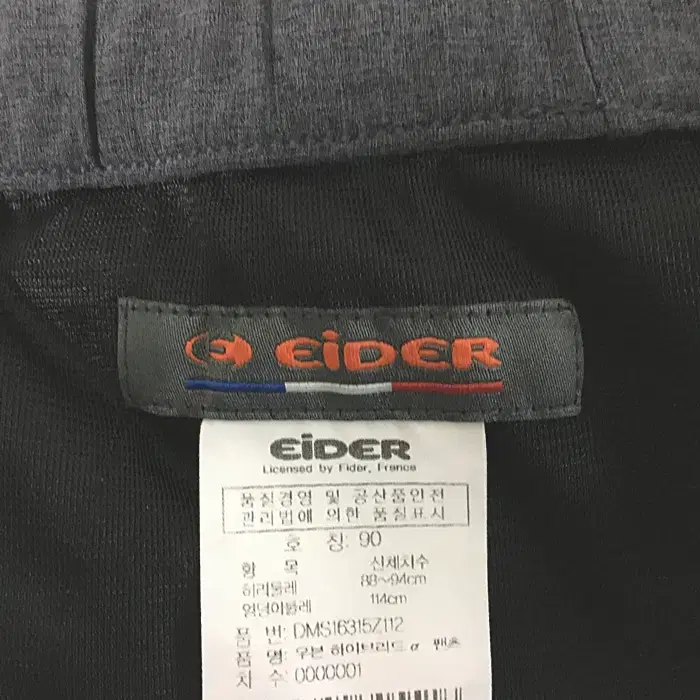 EiDER
EiDER
Licensed by Eider, France
품질경영 및 공산품안전
관리법에 의한 품질표시
호 칭: 90
항 목 신체치수
허리둘레 88~94cm
엉덩이둘레 114cm
품 번: DMS16315Z112
품 명: 우븐 하이브리드 α 팬츠
치 수: 0000001